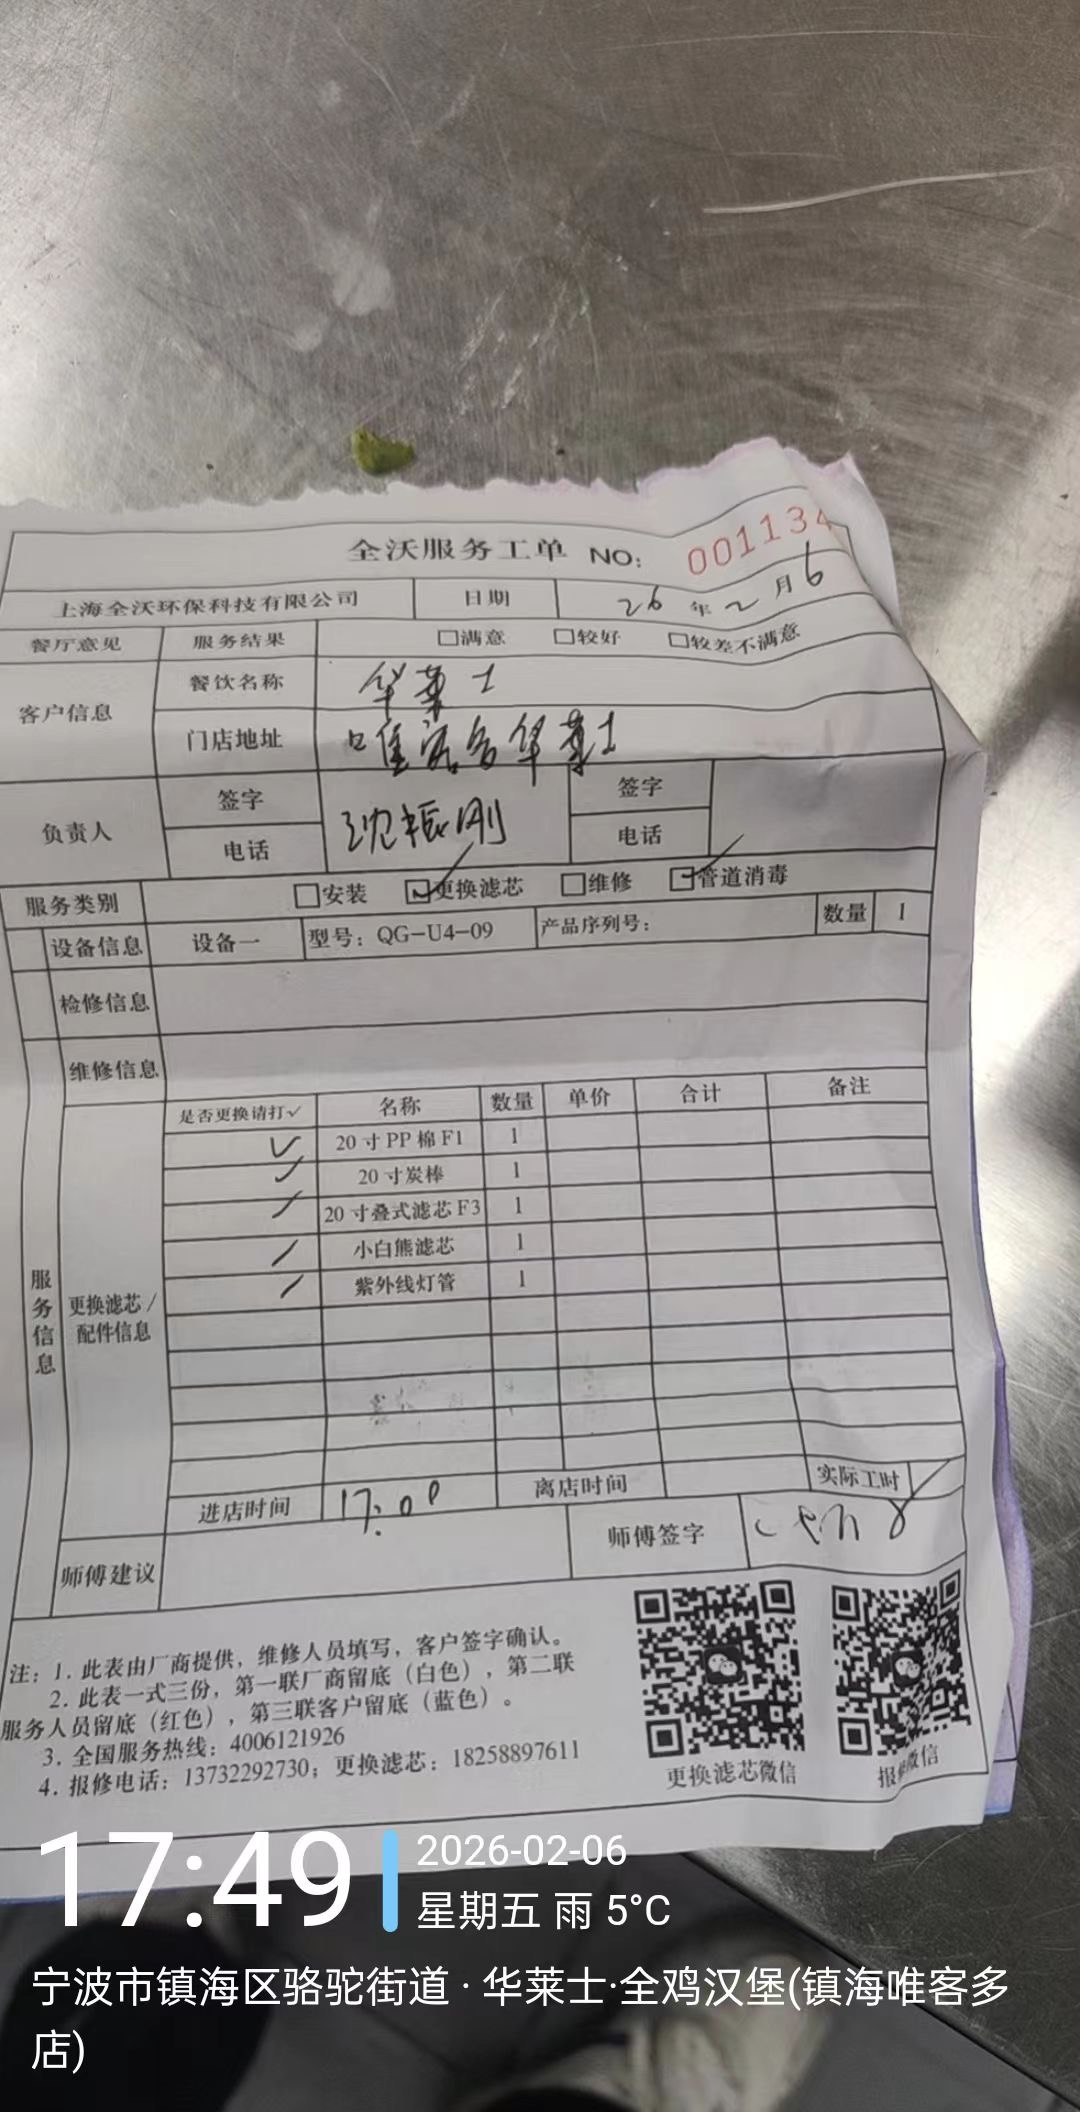 全沃服务工单 NO: 001134
上海全沃环保科技有限公司 日期 26年2月6
餐厅意见 服务结果 □满意 □较好 □较差不满意
客户信息 餐饮名称 华莱士
门店地址 唯客多华莱士
负责人 签字 沈振刚 签字
电话 电话
服务类别 □安装 ☑更换滤芯 □维修 ☑管道消毒
设备信息 设备一 型号: QG-U4-09 产品序列号: 数量 1
检修信息
维修信息
是否更换请打✓ 名称 数量 单价 合计 备注
✓ 20寸PP棉F1 1
✓ 20寸炭棒 1
✓ 20寸叠式滤芯F3 1
✓ 小白熊滤芯 1
✓ 紫外线灯管 1
服务信息
更换滤芯/
配件信息
进店时间 17:00 离店时间 实际工时
师傅建议 师傅签字
注: 1. 此表由厂商提供, 维修人员填写, 客户签字确认。
2. 此表一式三份, 第一联厂商留底(白色), 第二联
服务人员留底(红色), 第三联客户留底(蓝色)。
3. 全国服务热线: 4006121926
4. 报修电话: 13732292730; 更换滤芯: 18258897611
更换滤芯微信 报修微信
17:49
2026-02-06
星期五 雨 5°C
宁波市镇海区骆驼街道·华莱士·全鸡汉堡(镇海唯客多
店)